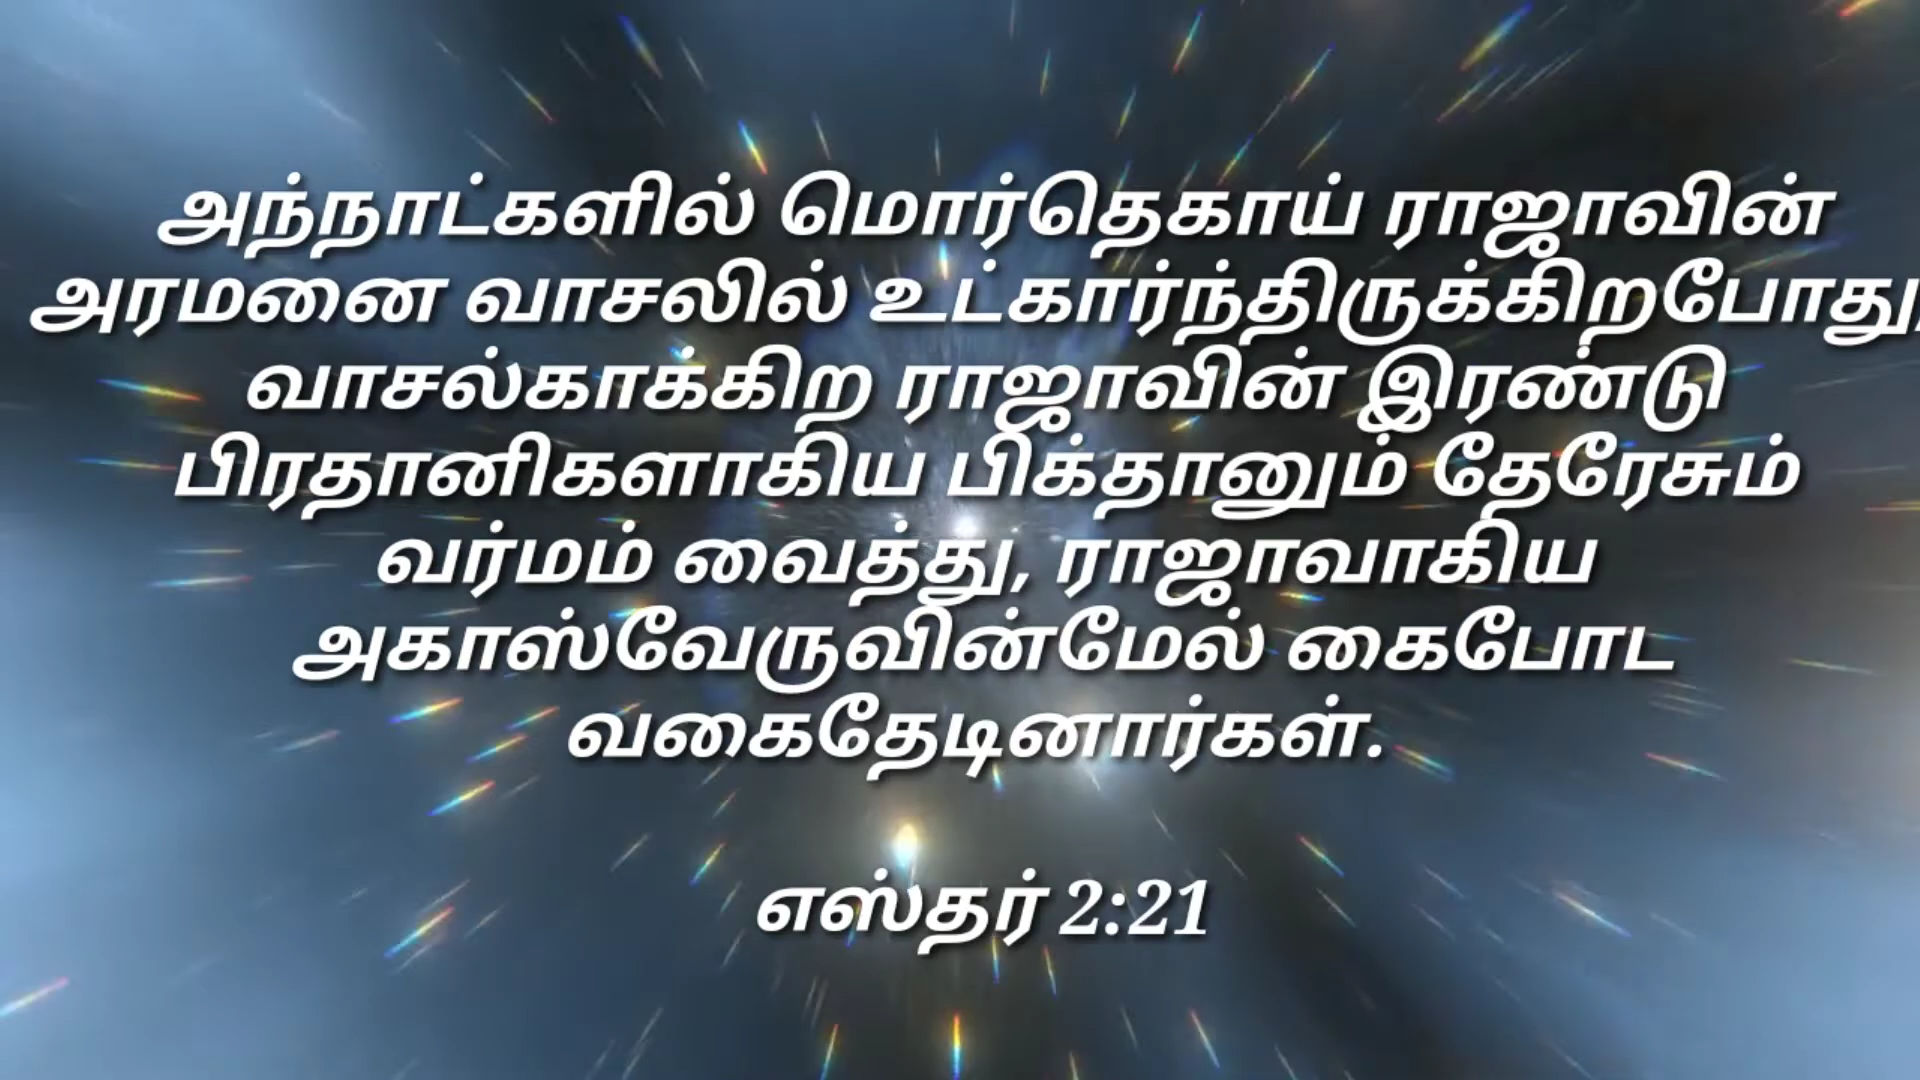 அந்நாட்களில் மொர்தெகாய் ராஜாவின்
அரமனை வாசலில் உட்கார்ந்திருக்கிறபோது,
வாசல்காக்கிற ராஜாவின் இரண்டு
பிரதானிகளாகிய பிக்தானும் தேரேசும்
வர்மம் வைத்து, ராஜாவாகிய
அகாஸ்வேருவின்மேல் கைபோட
வகைதேடினார்கள்.
எஸ்தர் 2:21